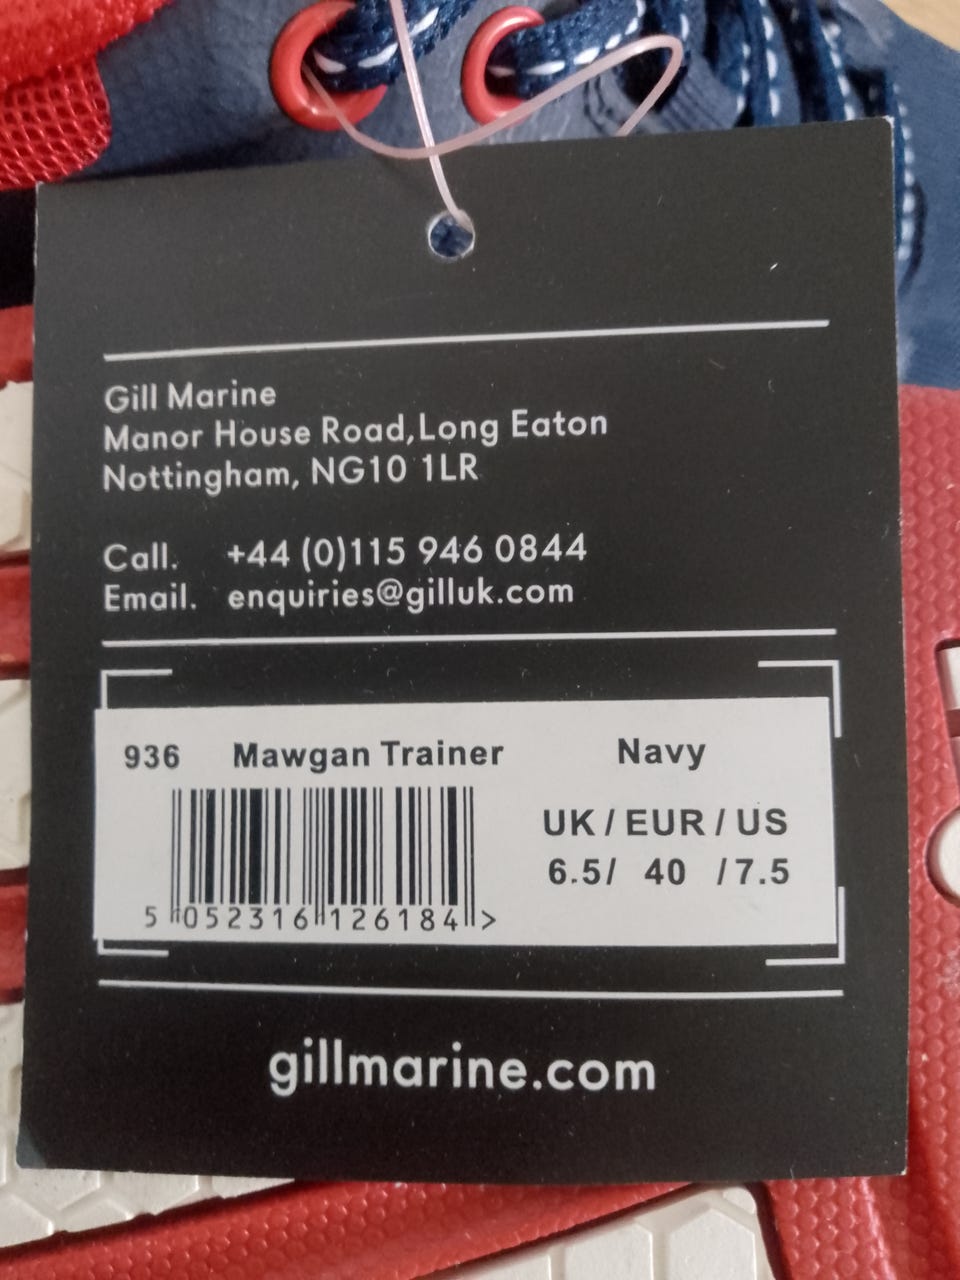 Gill Marine
Manor House Road,Long Eaton
Nottingham, NG10 1LR
Call. +44 (0)115 946 0844
Email. enquiries@gilluk.com
936 Mawgan Trainer Navy
UK / EUR / US
6.5/ 40 / 7.5
5 052316 126184 >
gillmarine.com